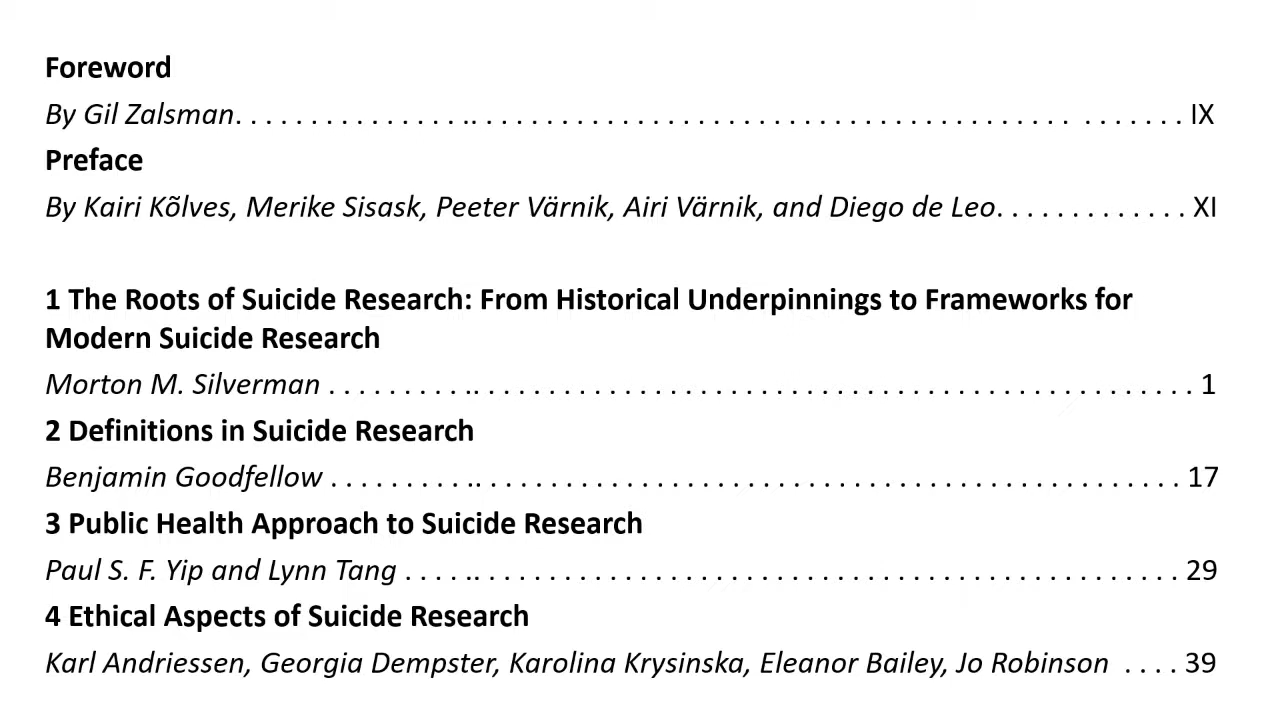 Foreword
By Gil Zalsman. . . . . . . . . . . . . . . .. . . . . . . . . . . . . . . . . . . . . . . . . . . . . . . . . . . . . . . . .  . . . . . . . IX
Preface
By Kairi Kõlves, Merike Sisask, Peeter Värnik, Airi Värnik, and Diego de Leo. . . . . . . . . . . . . XI
1 The Roots of Suicide Research: From Historical Underpinnings to Frameworks for
Modern Suicide Research
Morton M. Silverman . . . . . . . . . .. . . . . . . . . . . . . . . . . . . . . . . . . . . . . . . . . . . . . . . . . . . . . . . . . 1
2 Definitions in Suicide Research
Benjamin Goodfellow . . . . . . . . . .. . . . . . . . . . . . . . . . . . . . . . . . . . . . . . . . . . . . . . . . . . . . . . . . 17
3 Public Health Approach to Suicide Research
Paul S. F. Yip and Lynn Tang . . . . .. . . . . . . . . . . . . . . . . . . . . . . . . . . . . . . . . . . . . . . . . . . . . . . . 29
4 Ethical Aspects of Suicide Research
Karl Andriessen, Georgia Dempster, Karolina Krysinska, Eleanor Bailey, Jo Robinson  . . . . 39